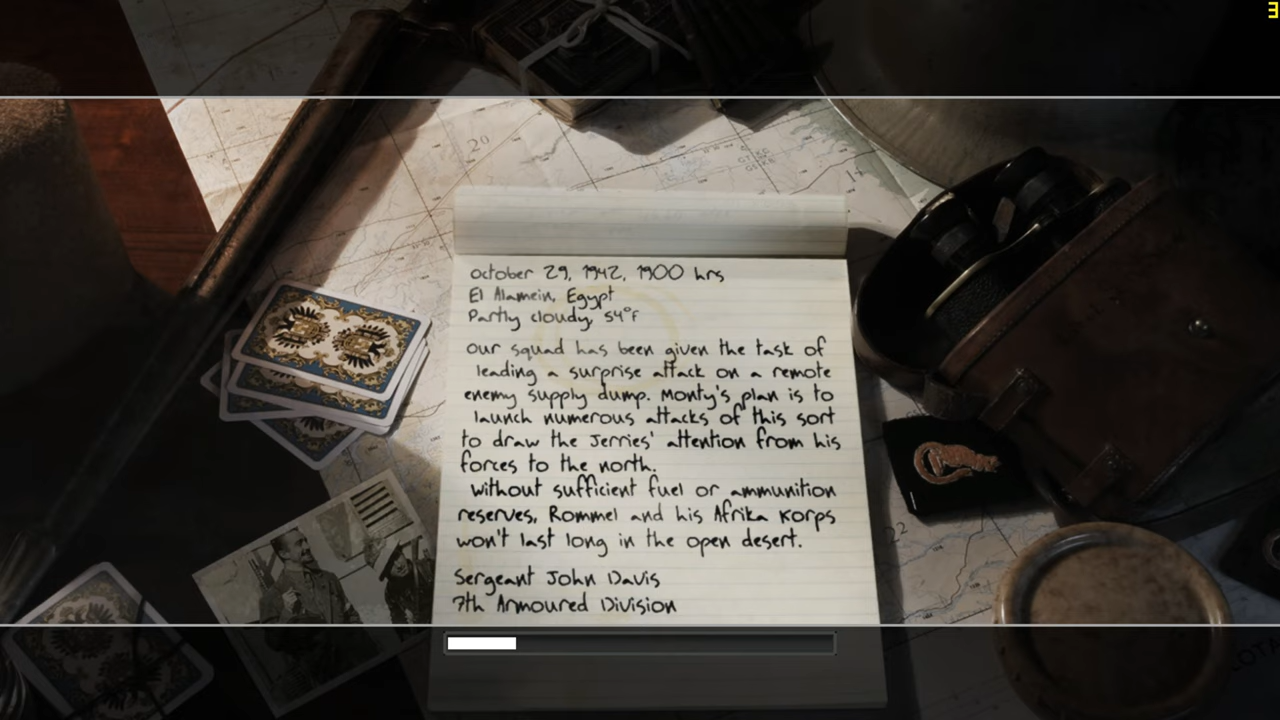 3
20
october 29, 1942, 1900 hrs
El Alamein, Egypt
Partly cloudy, 54°F
our squad has been given the task of
leading a surprise attack on a remote
enemy supply dump. Monty's plan is to
launch numerous attacks of this sort
to draw the Jerries' attention from his
forces to the north.
without sufficient fuel or ammunition
reserves, Rommel and his Afrika Korps
won't last long in the open desert.
Sergeant John Davis
7th Armoured Division
22